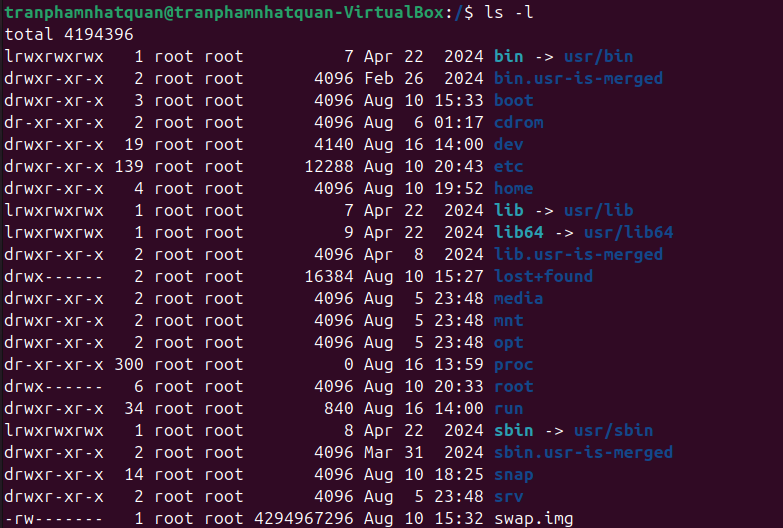 tranphamnhatquan@tranphamnhatquan-VirtualBox:/$ ls -l
total 4194396
lrwxrwxrwx   1 root root          7 Apr 22  2024 bin -> usr/bin
drwxr-xr-x   2 root root       4096 Feb 26  2024 bin.usr-is-merged
drwxr-xr-x   3 root root       4096 Aug 10 15:33 boot
dr-xr-xr-x   2 root root       4096 Aug  6 01:17 cdrom
drwxr-xr-x  19 root root       4140 Aug 16 14:00 dev
drwxr-xr-x 139 root root      12288 Aug 10 20:43 etc
drwxr-xr-x   4 root root       4096 Aug 10 19:52 home
lrwxrwxrwx   1 root root          7 Apr 22  2024 lib -> usr/lib
lrwxrwxrwx   1 root root          9 Apr 22  2024 lib64 -> usr/lib64
drwxr-xr-x   2 root root       4096 Apr  8  2024 lib.usr-is-merged
drwx------   2 root root      16384 Aug 10 15:27 lost+found
drwxr-xr-x   2 root root       4096 Aug  5 23:48 media
drwxr-xr-x   2 root root       4096 Aug  5 23:48 mnt
drwxr-xr-x   2 root root       4096 Aug  5 23:48 opt
dr-xr-xr-x 300 root root          0 Aug 16 13:59 proc
drwx------   6 root root       4096 Aug 10 20:33 root
drwxr-xr-x  34 root root        840 Aug 16 14:00 run
lrwxrwxrwx   1 root root          8 Apr 22  2024 sbin -> usr/sbin
drwxr-xr-x   2 root root       4096 Mar 31  2024 sbin.usr-is-merged
drwxr-xr-x  14 root root       4096 Aug 10 18:25 snap
drwxr-xr-x   2 root root       4096 Aug  5 23:48 srv
-rw-------   1 root root 4294967296 Aug 10 15:32 swap.img